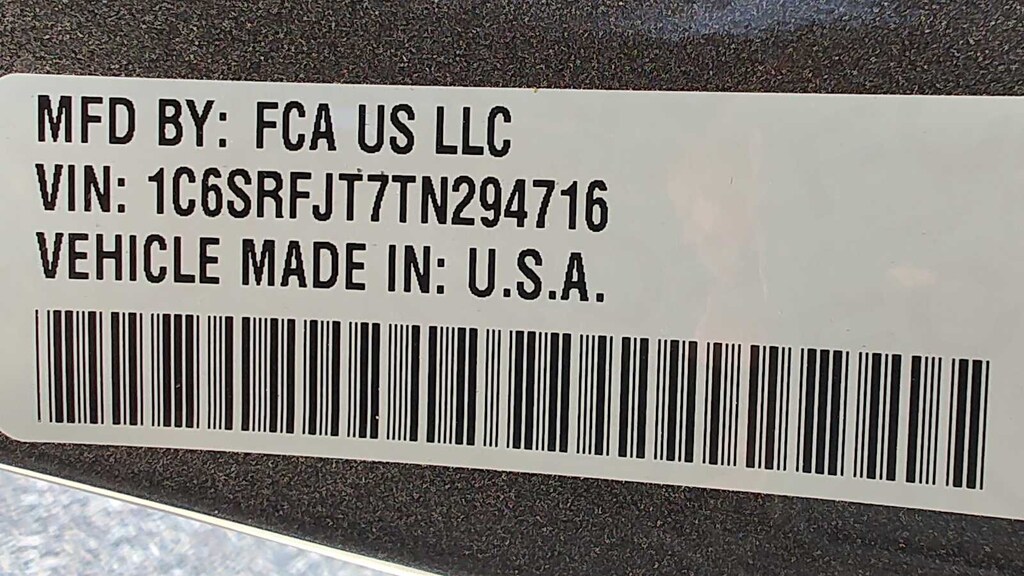 MFD BY: FCA US LLC
VIN: 1C6SRFJT7TN294716
VEHICLE MADE IN: U.S.A.